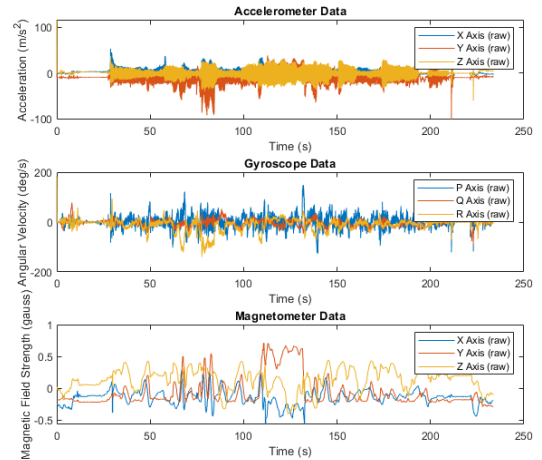 Accelerometer Data
Acceleration (m/s²)
100
0
-100
X Axis (raw)
Y Axis (raw)
Z Axis (raw)
0 50 100 150 200 250
Time (s)
Gyroscope Data
Angular Velocity (deg/s)
200
0
-200
P Axis (raw)
Q Axis (raw)
R Axis (raw)
0 50 100 150 200 250
Time (s)
Magnetometer Data
Magnetic Field Strength (gauss)
1
0.5
0
-0.5
X Axis (raw)
Y Axis (raw)
Z Axis (raw)
0 50 100 150 200 250
Time (s)